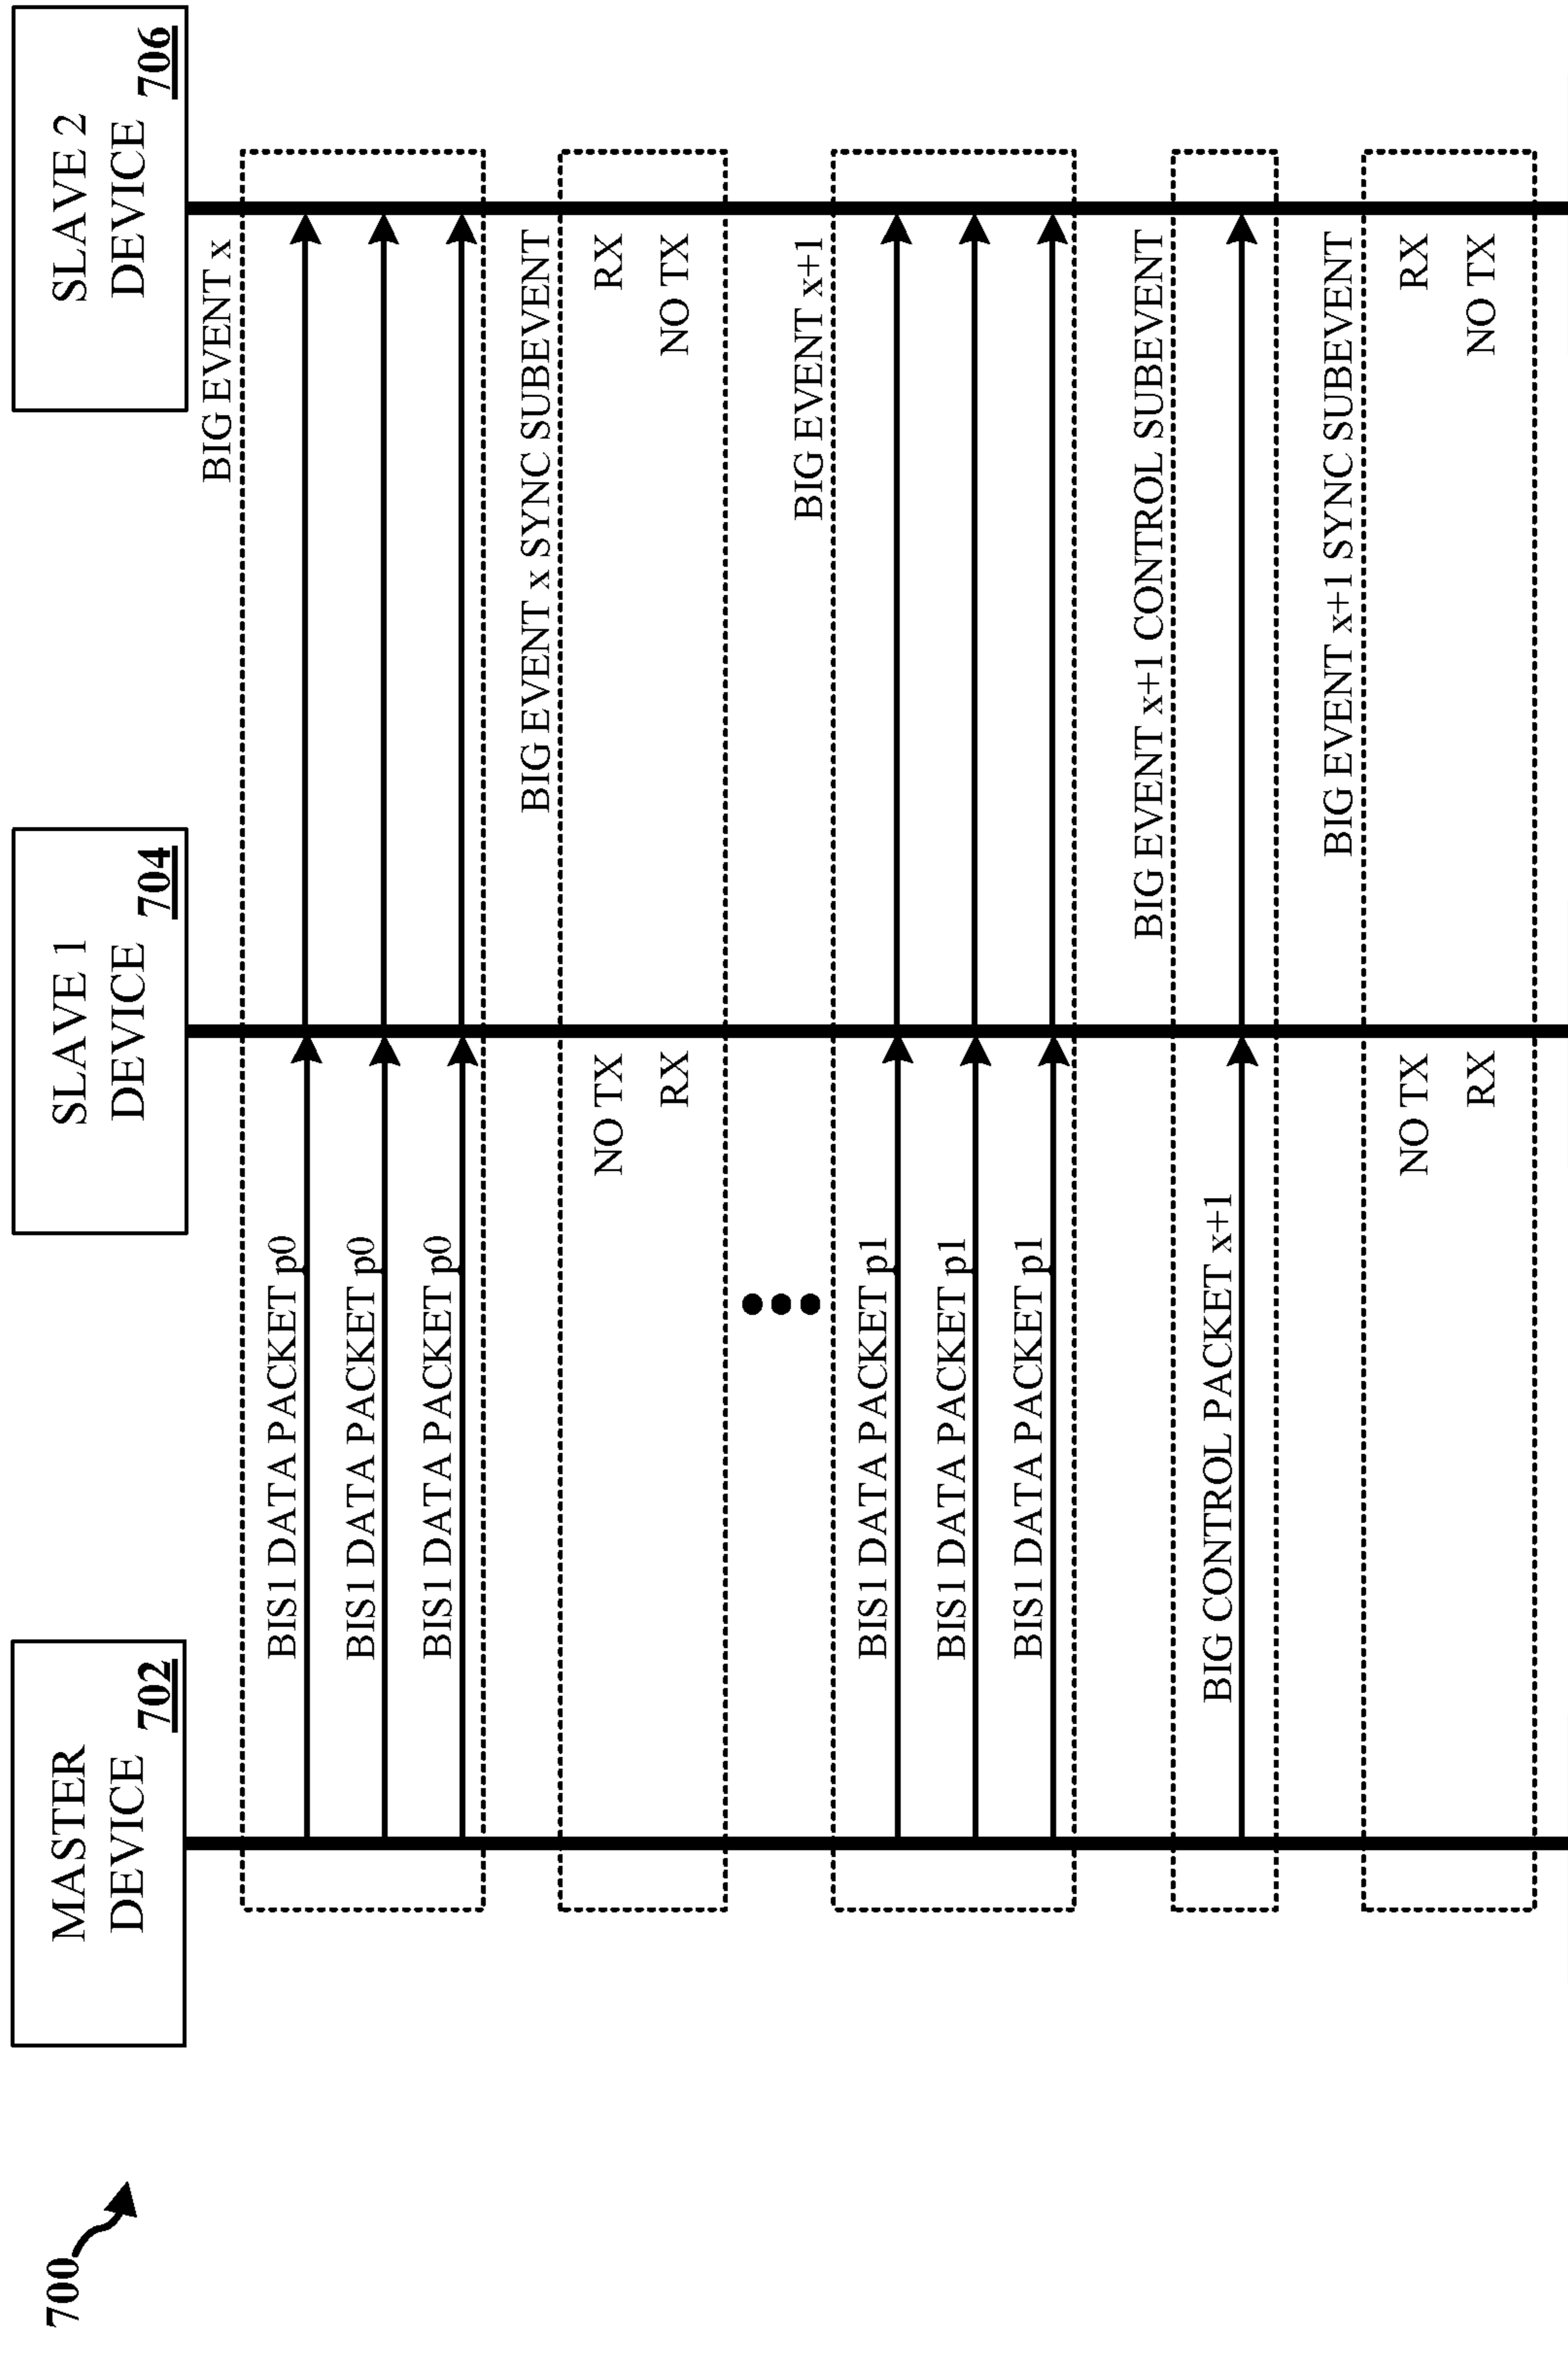 700
MASTER
DEVICE
702
SLAVE 1
DEVICE
704
SLAVE 2
DEVICE
706
BIG EVENT x
BIS1 DATA PACKET p0
BIS1 DATA PACKET p0
BIS1 DATA PACKET p0
BIG EVENT x SYNC SUBEVENT
NO TX
RX
RX
NO TX
BIG EVENT x+1
BIS1 DATA PACKET p1
BIS1 DATA PACKET p1
BIS1 DATA PACKET p1
BIG EVENT x+1 CONTROL SUBEVENT
BIG CONTROL PACKET x+1
BIG EVENT x+1 SYNC SUBEVENT
NO TX
RX
RX
NO TX